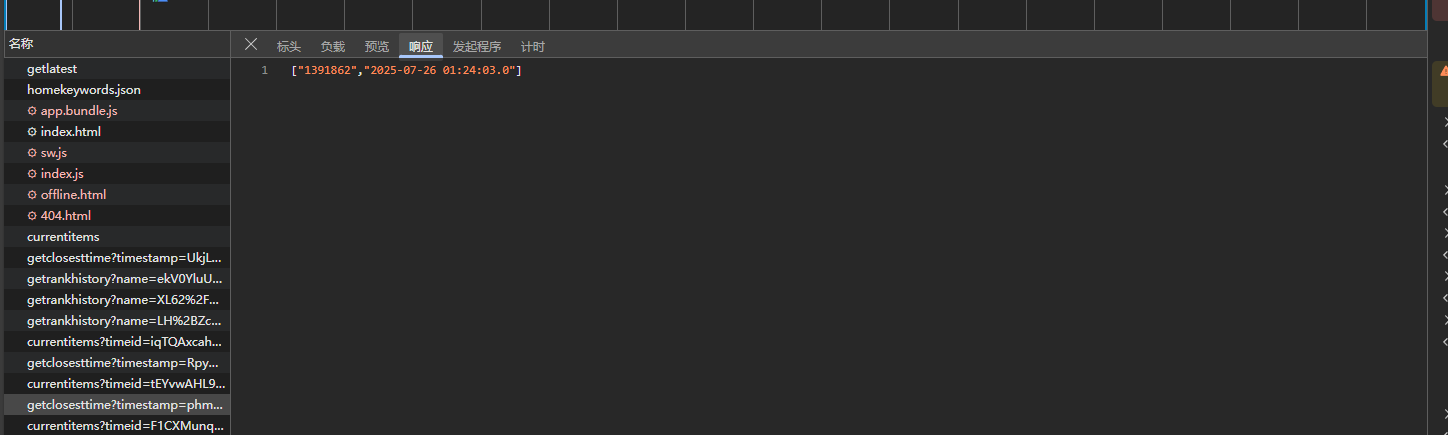 名称
标头 负载 预览 响应 发起程序 计时
getlatest
1 ["1391862","2025-07-26 01:24:03.0"]
homekeywords.json
app.bundle.js
index.html
sw.js
index.js
offline.html
404.html
currentitems
getclosesttime?timestamp=UkjL...
getrankhistory?name=ekV0YluU...
getrankhistory?name=XL62%2F...
getrankhistory?name=LH%2BZc...
currentitems?timeid=iqTQAxcah...
getclosesttime?timestamp=Rpy...
currentitems?timeid=tEYvwAHL9...
getclosesttime?timestamp=phm...
currentitems?timeid=F1CXMunq...